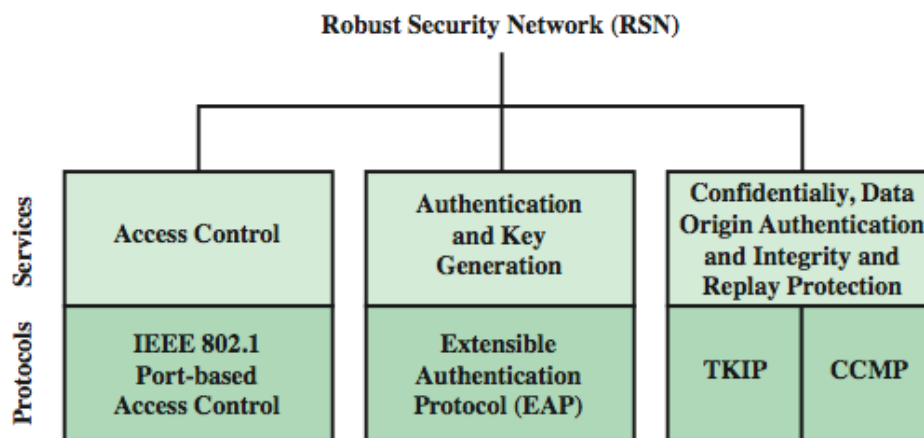 Robust Security Network (RSN)
Services
Access Control
Authentication
and Key
Generation
Confidentialiy, Data
Origin Authentication
and Integrity and
Replay Protection
Protocols
IEEE 802.1
Port-based
Access Control
Extensible
Authentication
Protocol (EAP)
TKIP
CCMP